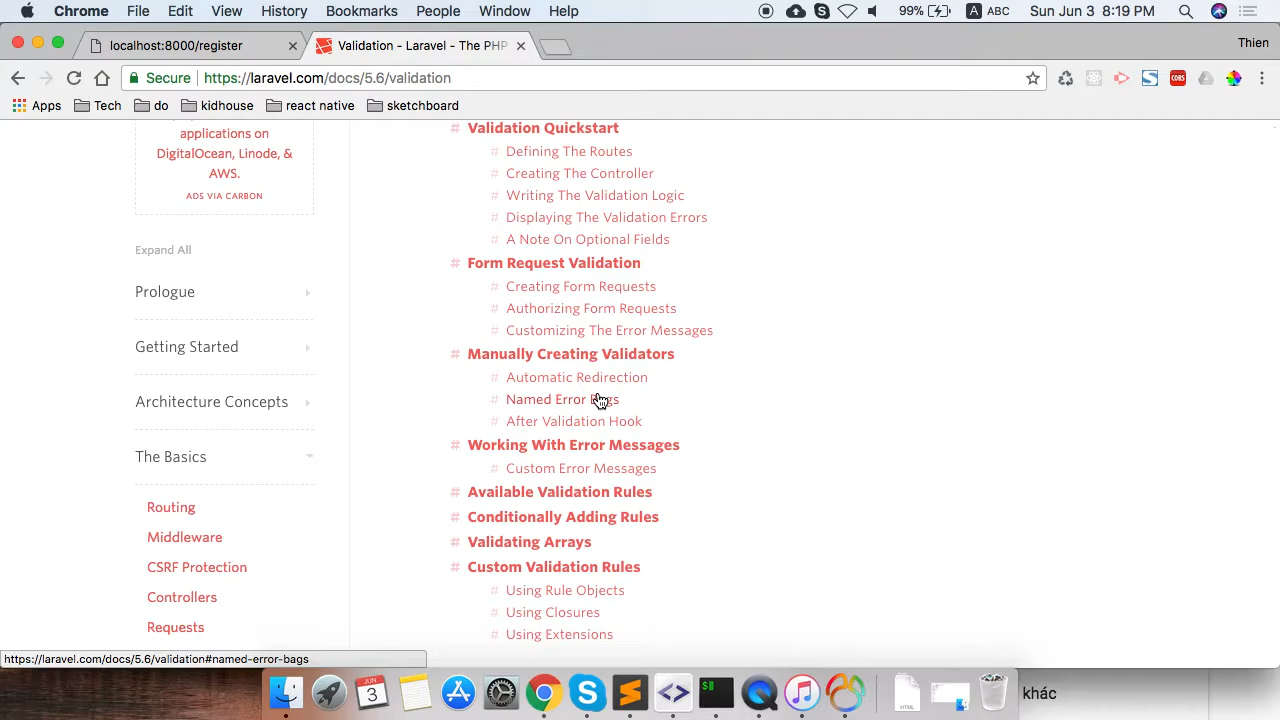 Chrome File Edit View History Bookmarks People Window Help 99% A ABC Sun Jun 3 8:19 PM
localhost:8000/register
Validation - Laravel - The PHP
Thien
Secure https://laravel.com/docs/5.6/validation
CORS
Apps Tech do kidhouse react native sketchboard
applications on
DigitalOcean, Linode, &
AWS.
ADS VIA CARBON
Expand All
Prologue
Getting Started
Architecture Concepts
The Basics
Routing
Middleware
CSRF Protection
Controllers
Requests
# Validation Quickstart
# Defining The Routes
# Creating The Controller
# Writing The Validation Logic
# Displaying The Validation Errors
# A Note On Optional Fields
# Form Request Validation
# Creating Form Requests
# Authorizing Form Requests
# Customizing The Error Messages
# Manually Creating Validators
# Automatic Redirection
# Named Error Bags
# After Validation Hook
# Working With Error Messages
# Custom Error Messages
# Available Validation Rules
# Conditionally Adding Rules
# Validating Arrays
# Custom Validation Rules
# Using Rule Objects
# Using Closures
# Using Extensions
https://laravel.com/docs/5.6/validation#named-error-bags
JUN
3
$
HTML
khác